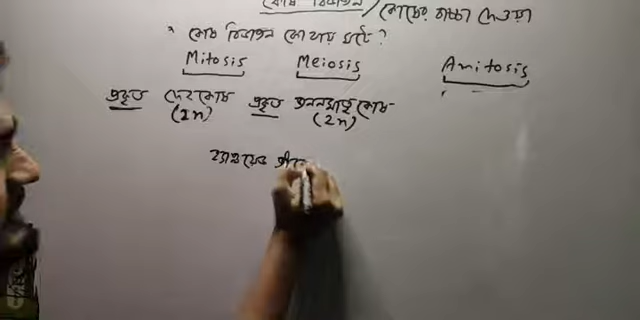 কোষ বিভাজন / কোষের বাচ্চা দেওয়া
* কোষ বিভাজন কোথায় ঘটে ?
Mitosis Meiosis Amitosis
প্রকৃত দেহকোষ প্রকৃত জননমাতৃকোষ
(2n) (2n)